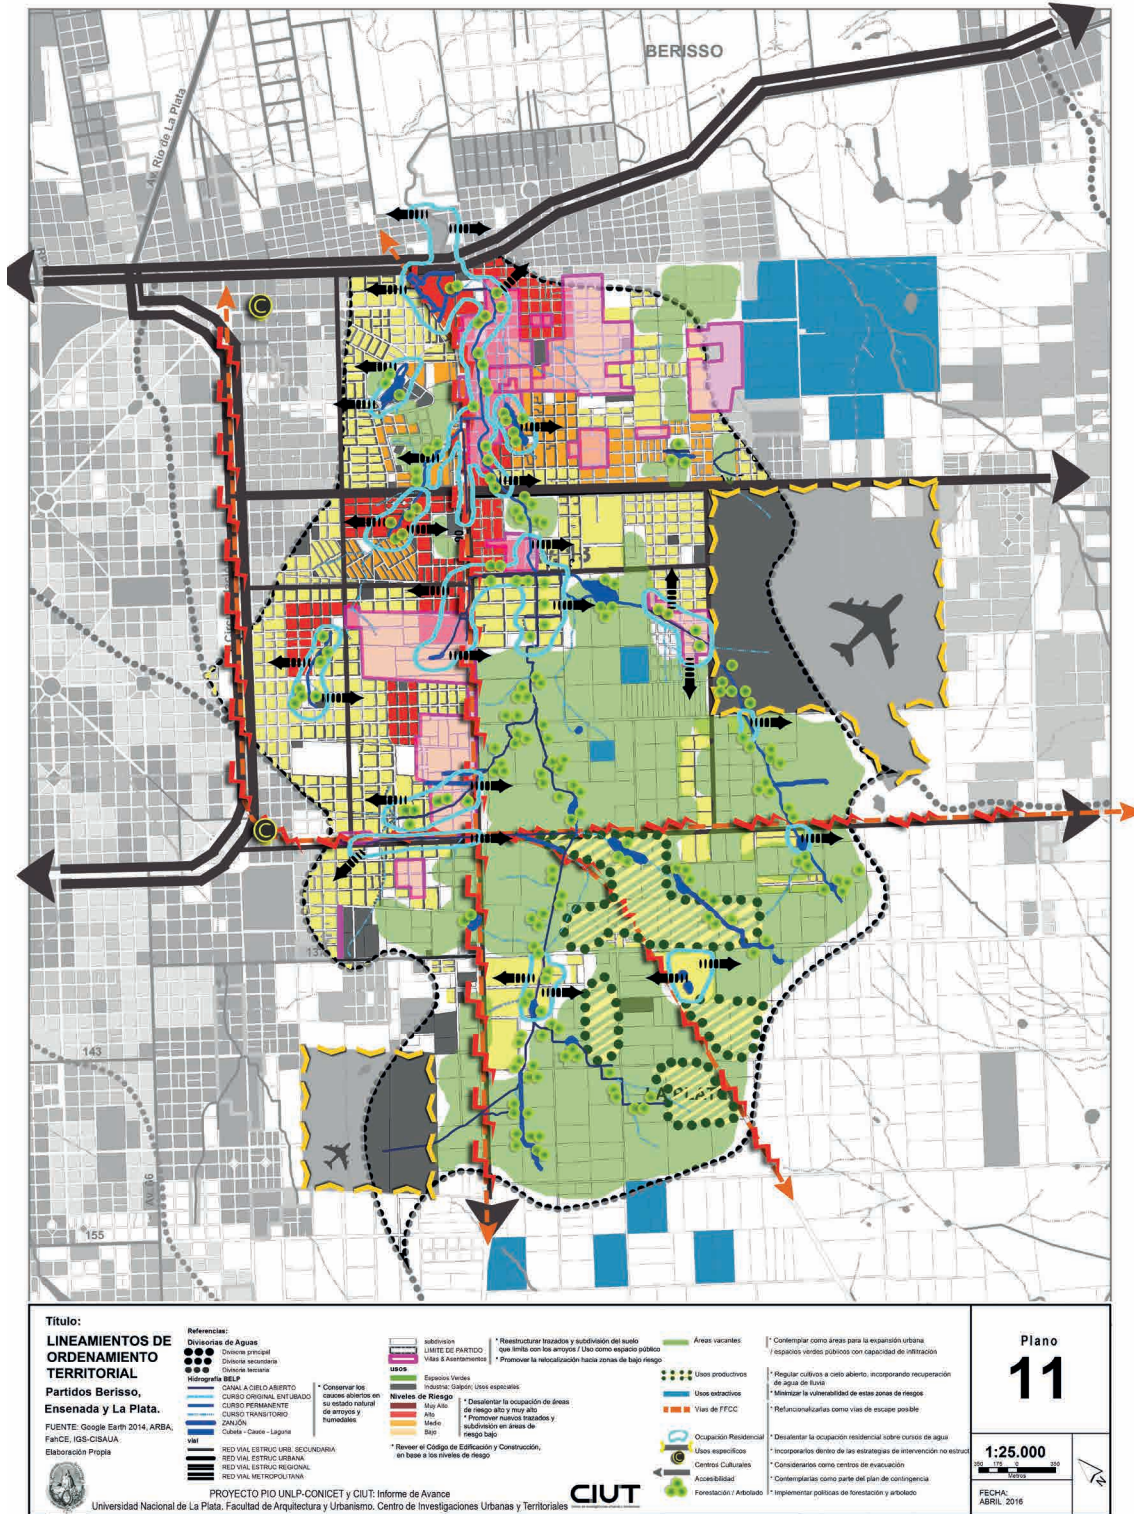 BERISSO
Av. Río de La Plata
C
90
C
137
LA PLAT
143
Av. 66
155
Título:
LINEAMIENTOS DE
ORDENAMIENTO
TERRITORIAL
Partidos Berisso,
Ensenada y La Plata.
FUENTE: Google Earth 2014, ARBA,
FahCE, IGS-CISAUA
Elaboración Propia
Referencias:
Divisorias de Aguas
Divisoria principal
Divisoria secundaria
Divisoria terciaria
Hidrografía BELP
CANAL A CIELO ABIERTO
CURSO ORIGINAL ENTUBADO
CURSO PERMANENTE
CURSO TRANSITORIO
ZANJÓN
Cubeta - Cauce - Laguna
* Conservar los
cauces abiertos en
su estado natural
de arroyos y
humedales
vial
RED VIAL ESTRUC URB. SECUNDARIA
RED VIAL ESTRUC URBANA
RED VIAL ESTRUC REGIONAL
RED VIAL METROPOLITANA
subdivision
LIMITE DE PARTIDO
Villas & Asentamientos
* Reestructurar trazados y subdivisión del suelo
que limita con los arroyos / Uso como espacio público
* Promover la relocalización hacia zonas de bajo riesgo
usos
Espacios Verdes
Industria; Galpón; Usos especiales
Niveles de Riesgo
Muy Alto
Alto
Medio
Bajo
* Desalentar la ocupación de áreas
de riesgo alto y muy alto
* Promover nuevos trazados y
subdivisión en áreas de
riesgo bajo
* Reveer el Código de Edificación y Construcción,
en base a los niveles de riesgo
Áreas vacantes
* Contemplar como áreas para la expansión urbana
/ espacios verdes públicos con capacidad de infiltración
Usos productivos
* Regular cultivos a cielo abierto, incorporando recuperación
de agua de lluvia
Usos extractivos
* Minimizar la vulnerabilidad de estas zonas de riesgos
Vías de FFCC
* Refuncionalizarlas como vías de escape posible
Ocupación Residencial
* Desalentar la ocupación residencial sobre cursos de agua
Usos específicos
* Incorporarlos dentro de las estrategias de intervención no estruct
Centros Culturales
* Considerarlos como centros de evacuación
Accesibilidad
* Contemplarlas como parte del plan de contingencia
Forestación / Arbolado
* Implementar políticas de forestación y arbolado
PROYECTO PIO UNLP-CONICET y CIUT: Informe de Avance
Universidad Nacional de La Plata. Facultad de Arquitectura y Urbanismo. Centro de Investigaciones Urbanas y Territoriales
CIUT
Plano
11
1:25.000
350 175 0 350
Metros
N
FECHA:
ABRIL 2016